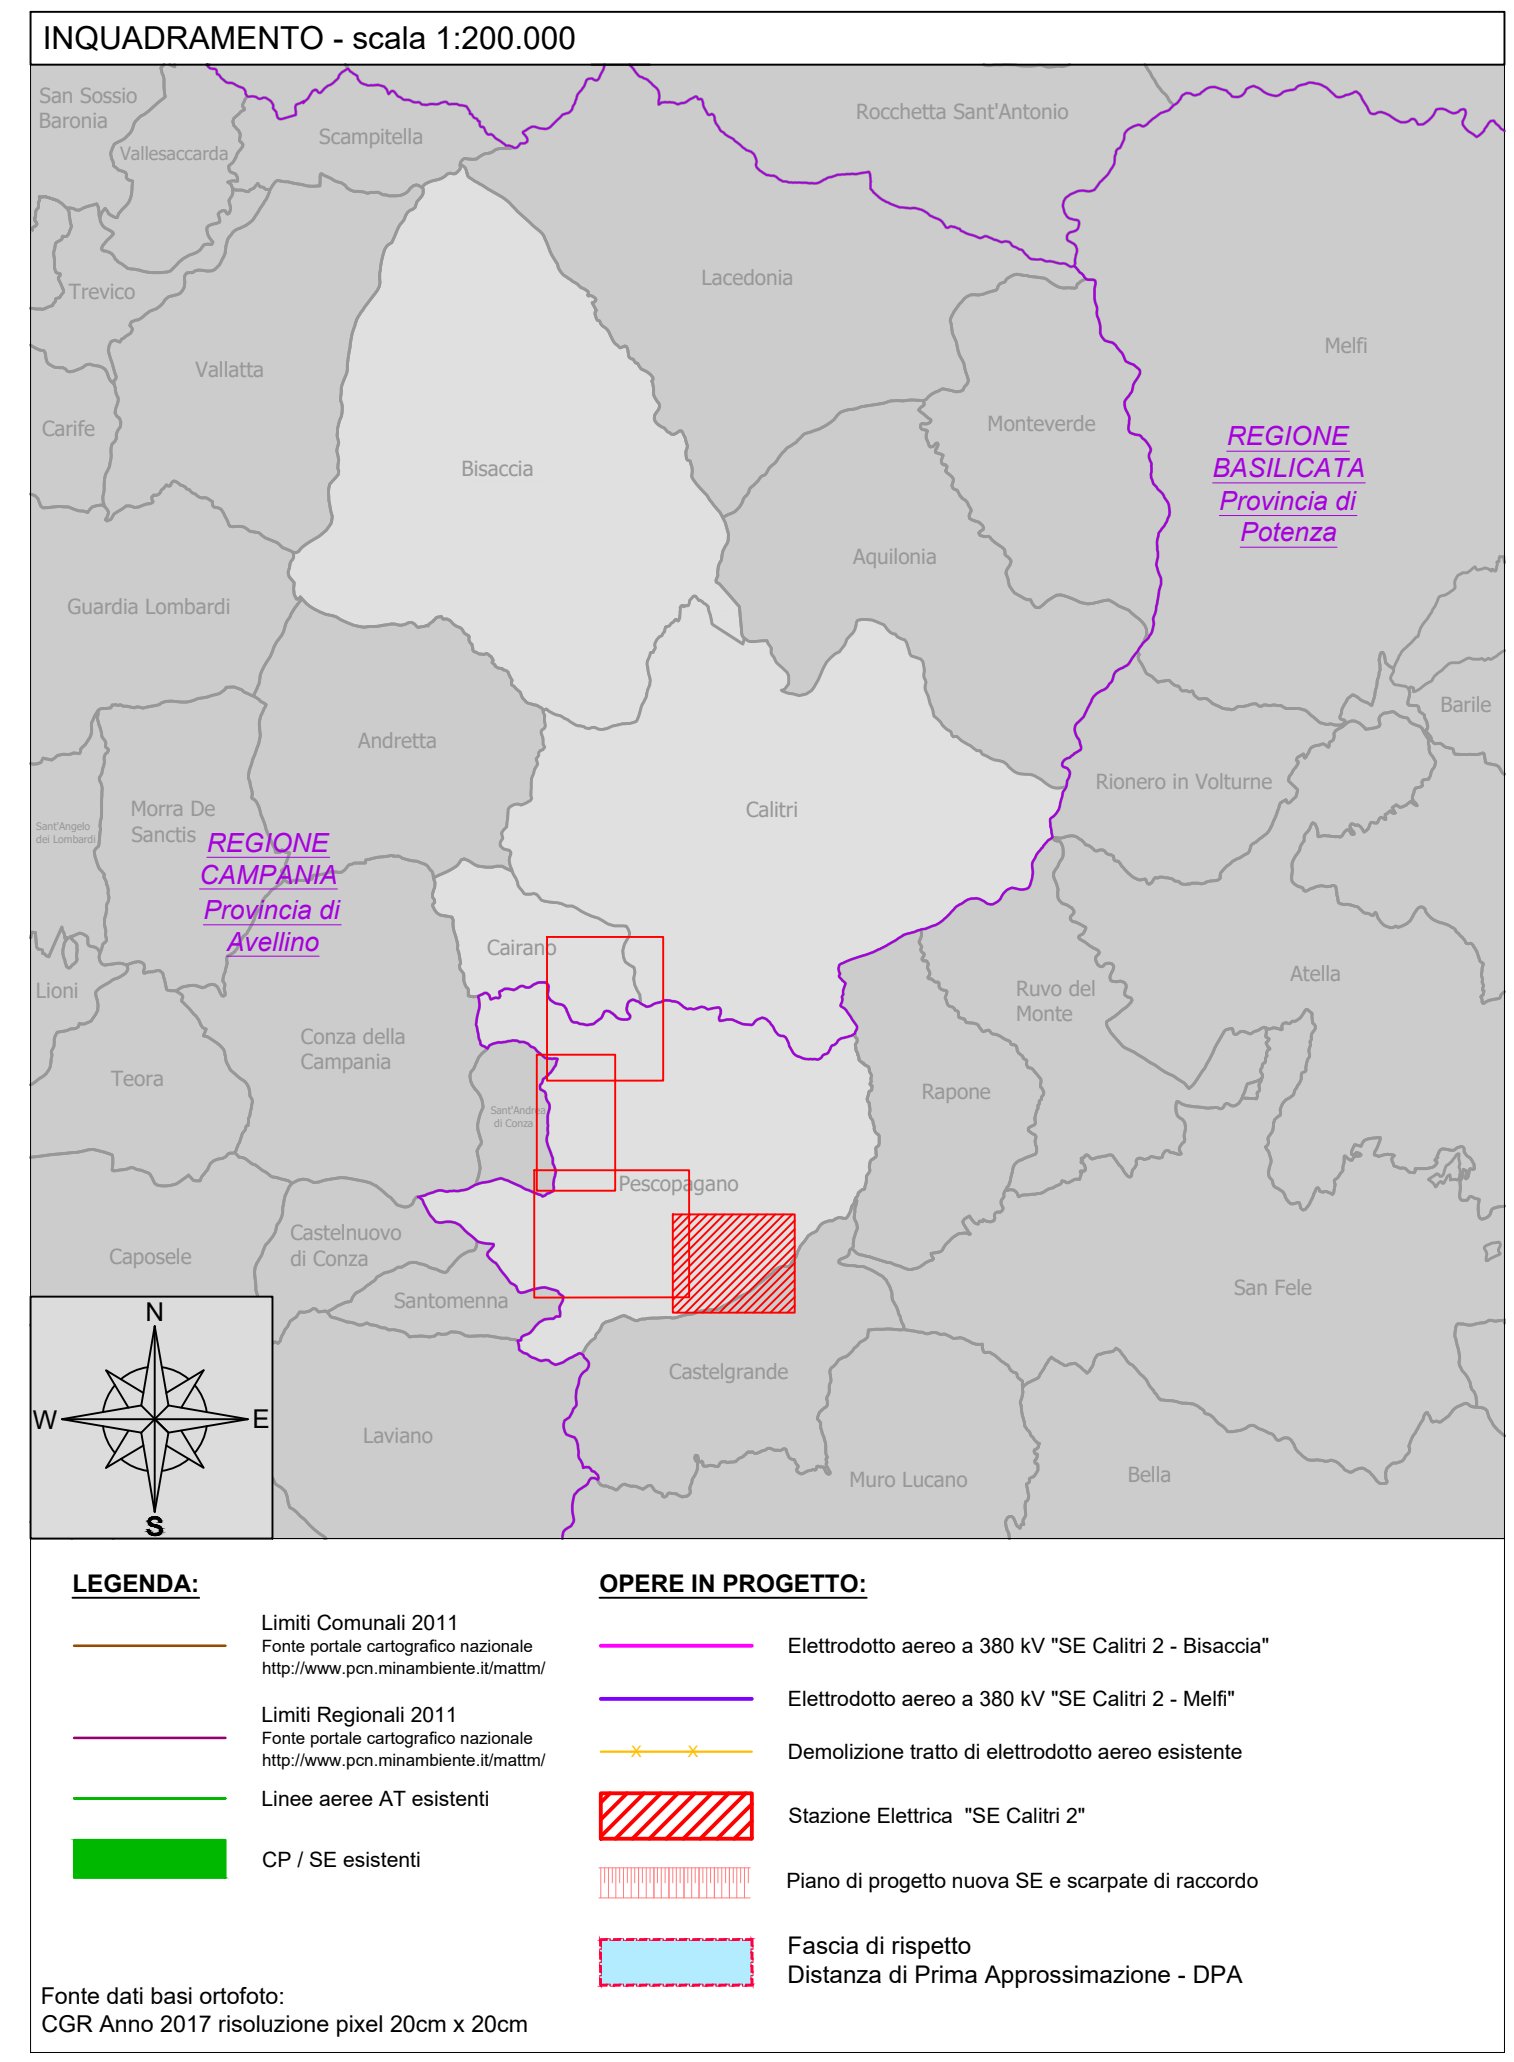 INQUADRAMENTO - scala 1:200.000
San Sossio
Baronia
Vallesaccarda
Scampitella
Rocchetta Sant'Antonio
Trevico
Lacedonia
Vallatta
Melfi
Carife
Monteverde
REGIONE
BASILICATA
Provincia di
Potenza
Bisaccia
Aquilonia
Guardia Lombardi
Barile
Andretta
Rionero in Volturne
Morra De
Sanctis
Calitri
Sant'Angelo
dei Lombardi
REGIONE
CAMPANIA
Provincia di
Avellino
Cairano
Lioni
Atella
Ruvo del
Monte
Conza della
Campania
Teora
Rapone
Sant'Andrea
di Conza
Pescopagano
Castelnuovo
di Conza
Caposele
San Fele
Santomenna
Castelgrande
Laviano
Muro Lucano
Bella
N
W
E
S
LEGENDA:
Limiti Comunali 2011
Fonte portale cartografico nazionale
http://www.pcn.minambiente.it/mattm/
Limiti Regionali 2011
Fonte portale cartografico nazionale
http://www.pcn.minambiente.it/mattm/
Linee aeree AT esistenti
CP / SE esistenti
OPERE IN PROGETTO:
Elettrodotto aereo a 380 kV "SE Calitri 2 - Bisaccia"
Elettrodotto aereo a 380 kV "SE Calitri 2 - Melfi"
Demolizione tratto di elettrodotto aereo esistente
Stazione Elettrica "SE Calitri 2"
Piano di progetto nuova SE e scarpate di raccordo
Fascia di rispetto
Distanza di Prima Approssimazione - DPA
Fonte dati basi ortofoto:
CGR Anno 2017 risoluzione pixel 20cm x 20cm